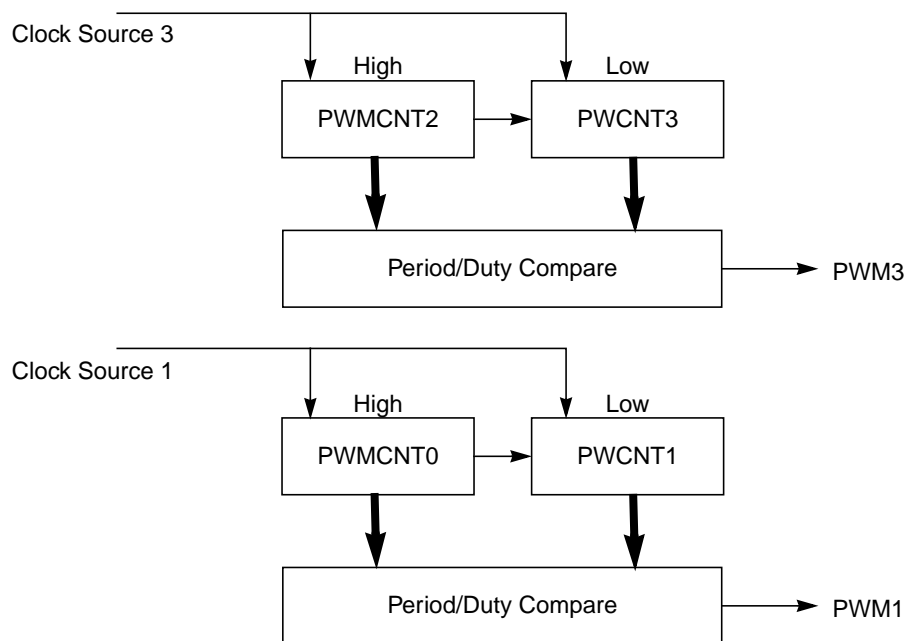 Clock Source 3
High
Low
PWMCNT2
PWCNT3
Period/Duty Compare
PWM3
Clock Source 1
High
Low
PWMCNT0
PWCNT1
Period/Duty Compare
PWM1